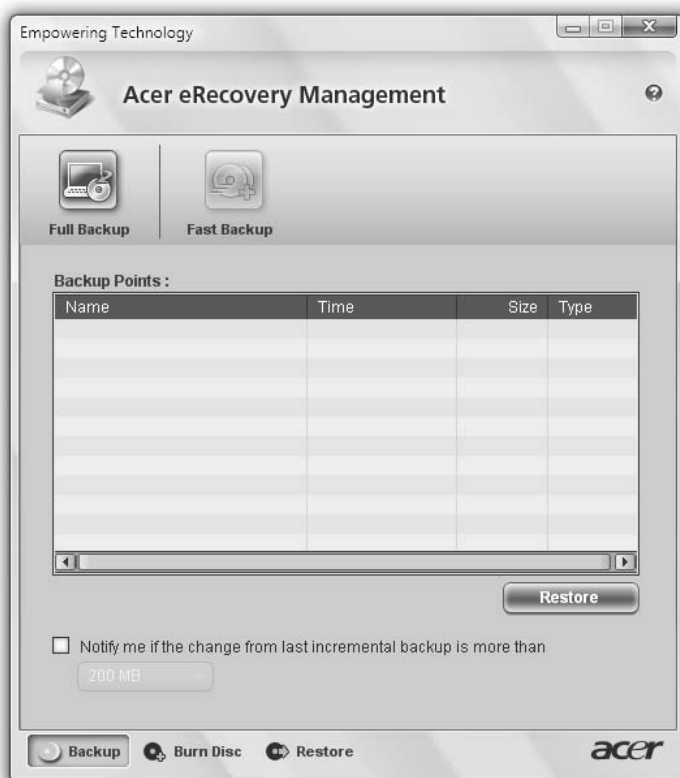 Empowering Technology
Acer eRecovery Management
Full Backup
Fast Backup
Backup Points :
Name Time Size Type
Restore
Notify me if the change from last incremental backup is more than
200 MB
Backup Burn Disc Restore acer